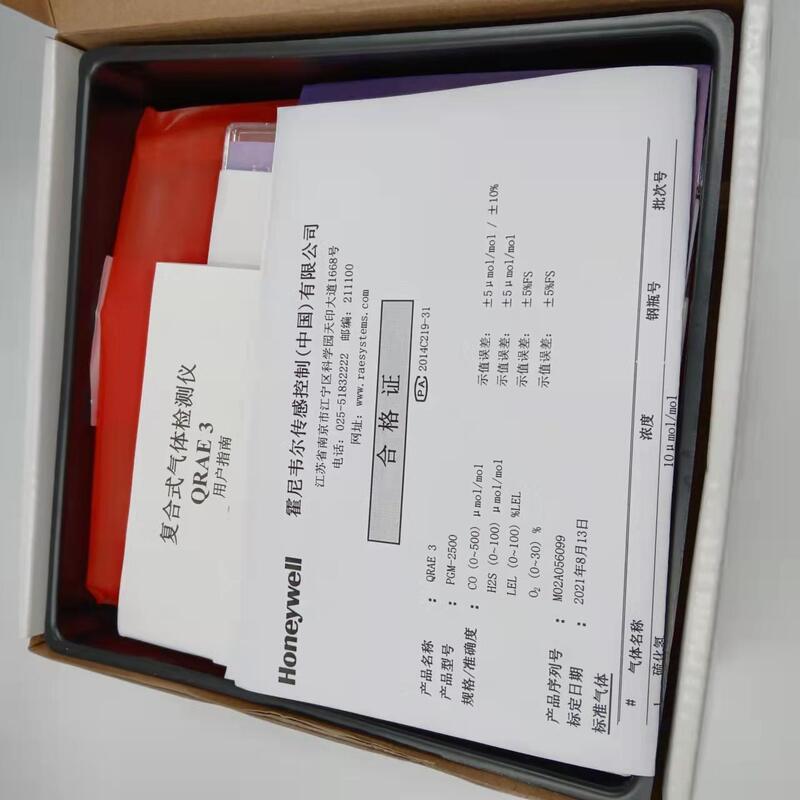 复合式气体检测仪
QRAE 3
用户指南
Honeywell
霍尼韦尔传感控制(中国)有限公司
江苏省南京市江宁区科学园天印大道1668号
电话: 025-51832222 邮编: 211100
网址: www.raesystems.com
合格证
PA 2014C219-31
产品名称 : QRAE 3
产品型号 : PGM-2500
规格/准确度 : CO (0~500) μmol/mol 示值误差: ±5μmol/mol / ±10%
H2S (0~100) μmol/mol 示值误差: ±5μmol/mol
LEL (0~100) %LEL 示值误差: ±5%FS
O₂ (0~30) % 示值误差: ±5%FS
产品序列号 : M02A056099
标定日期 : 2021年8月13日
标准气体
# 气体名称 浓度 钢瓶号 批次号
1 硫化氢 10μmol/mol